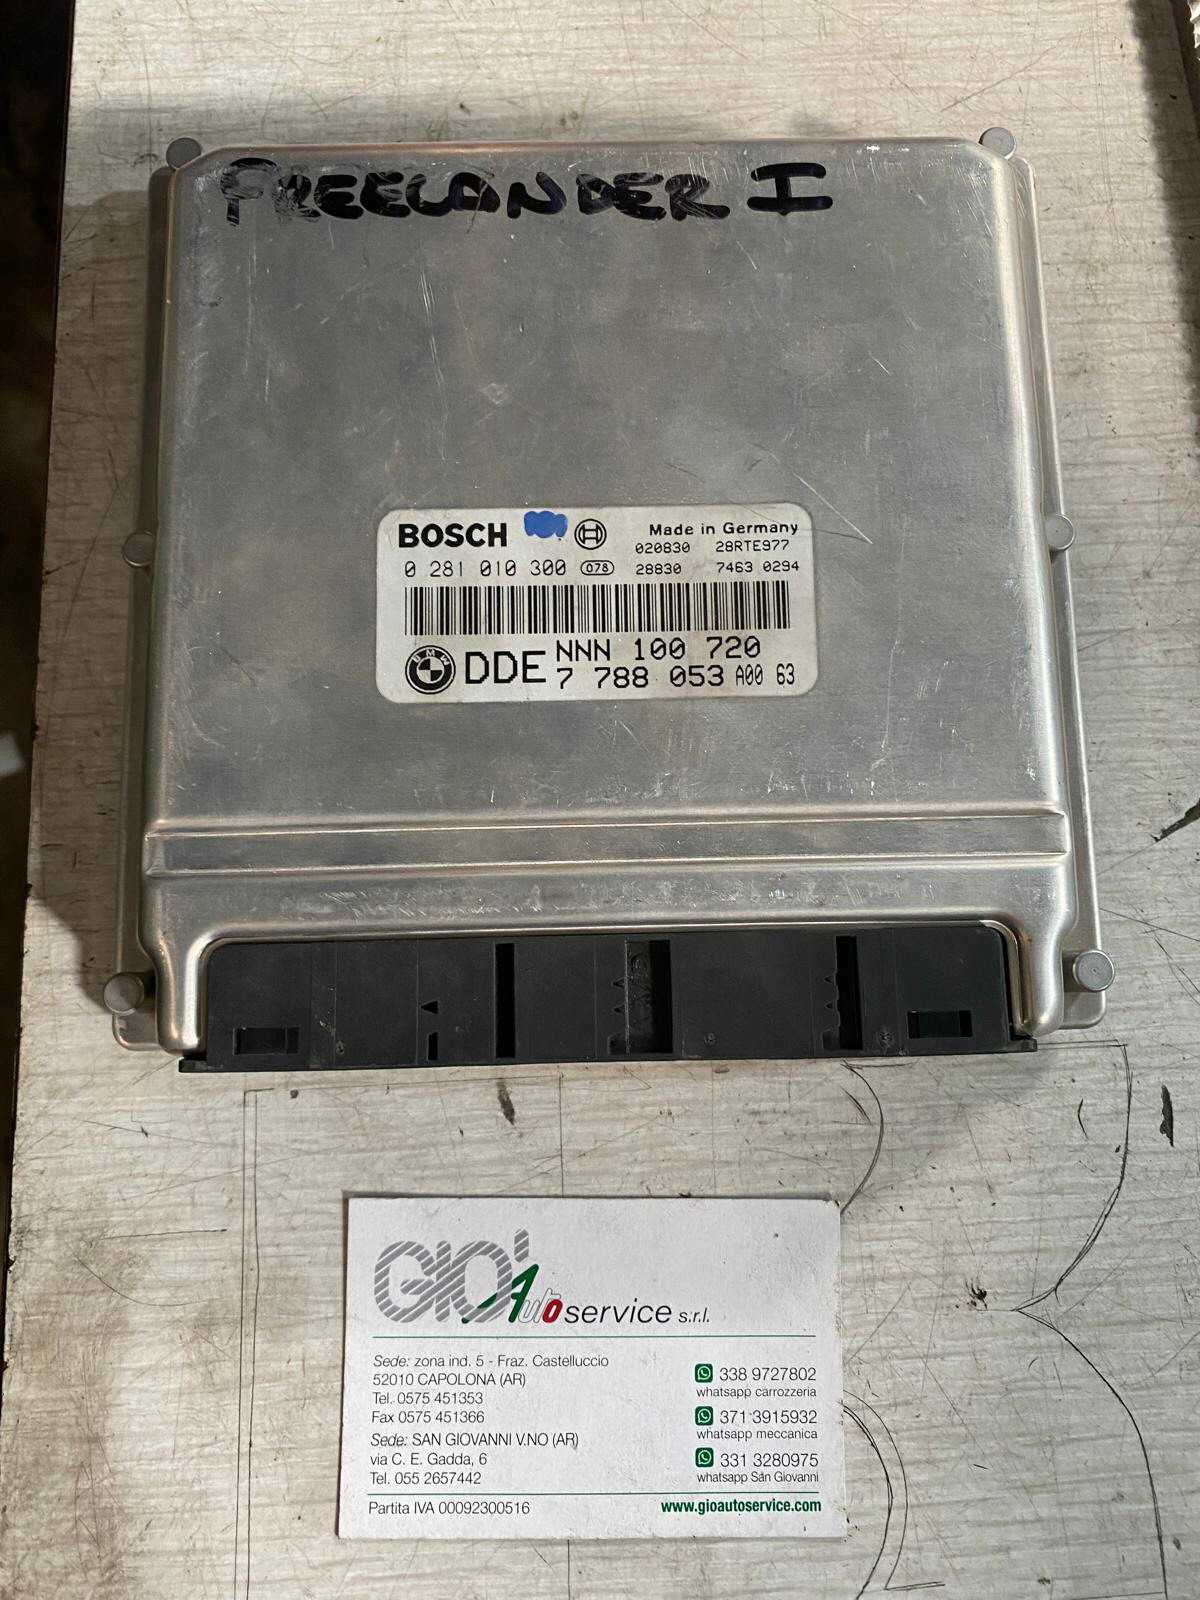 FREELANDER I
BOSCH Made in Germany
020830 28RTE977
0 281 010 300 078 28830 7463 0294
BMW DDE NNN 100 720
7 788 053 A00 63
GIO' Autoservice s.r.l.
Sede: zona ind. 5 - Fraz. Castelluccio
52010 CAPOLONA (AR)
Tel. 0575 451353
Fax 0575 451366
Sede: SAN GIOVANNI V.NO (AR)
via C. E. Gadda, 6
Tel. 055 2657442
338 9727802
whatsapp carrozzeria
371 3915932
whatsapp meccanica
331 3280975
whatsapp San Giovanni
Partita IVA 00092300516 www.gioautoservice.com